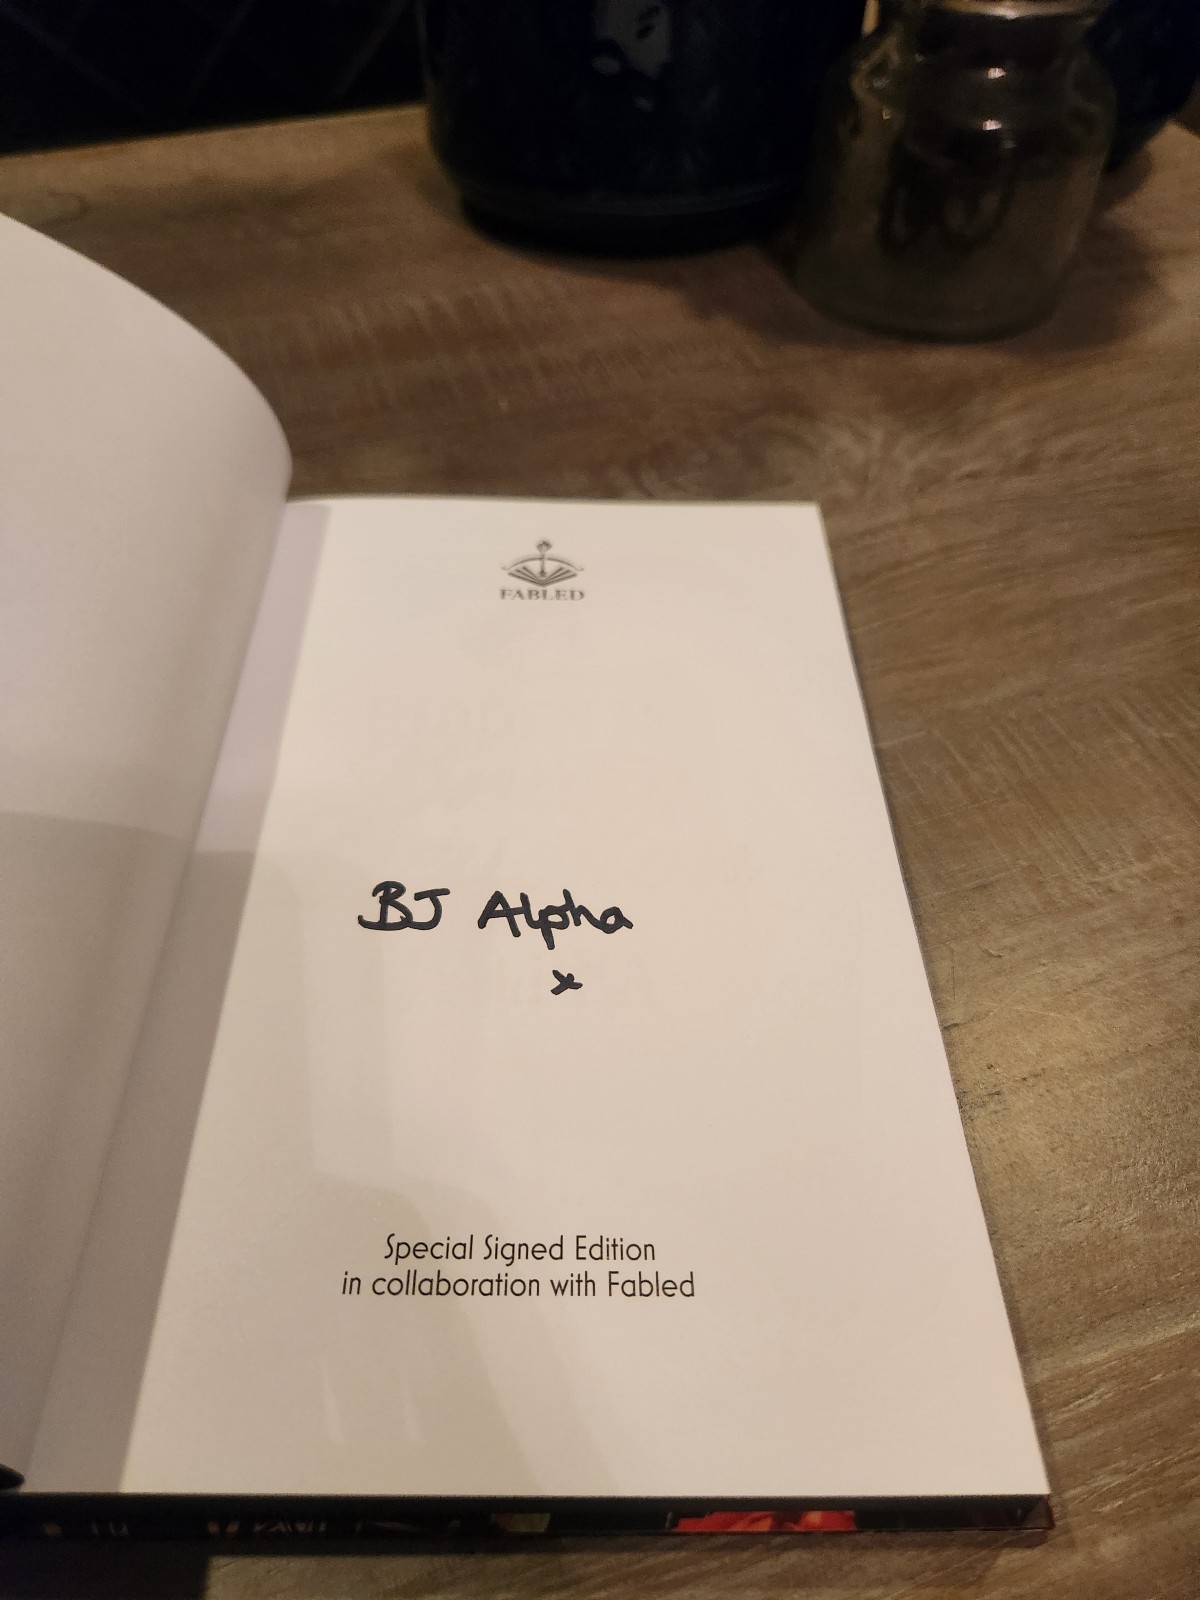 FABLED
BJ Alpha
x
Special Signed Edition
in collaboration with Fabled